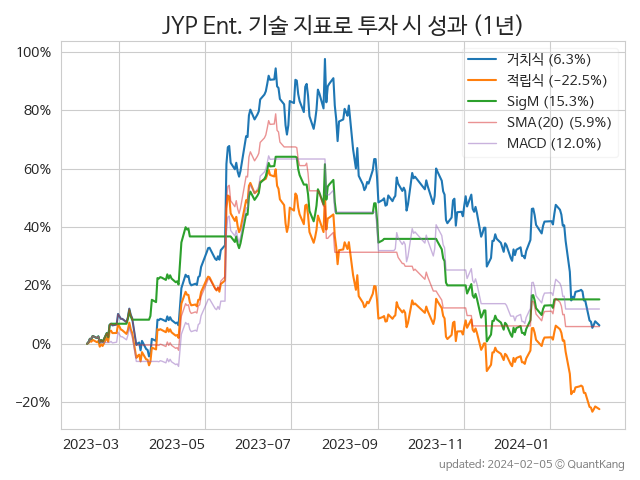 JYP Ent. 기술 지표로 투자 시 성과 (1년)
거치식 (6.3%)
적립식 (−22.5%)
SigM (15.3%)
SMA(20) (5.9%)
MACD (12.0%)
100%
80%
60%
40%
20%
0%
−20%
2023-03
2023-05
2023-07
2023-09
2023-11
2024-01
updated: 2024-02-05 © QuantKang